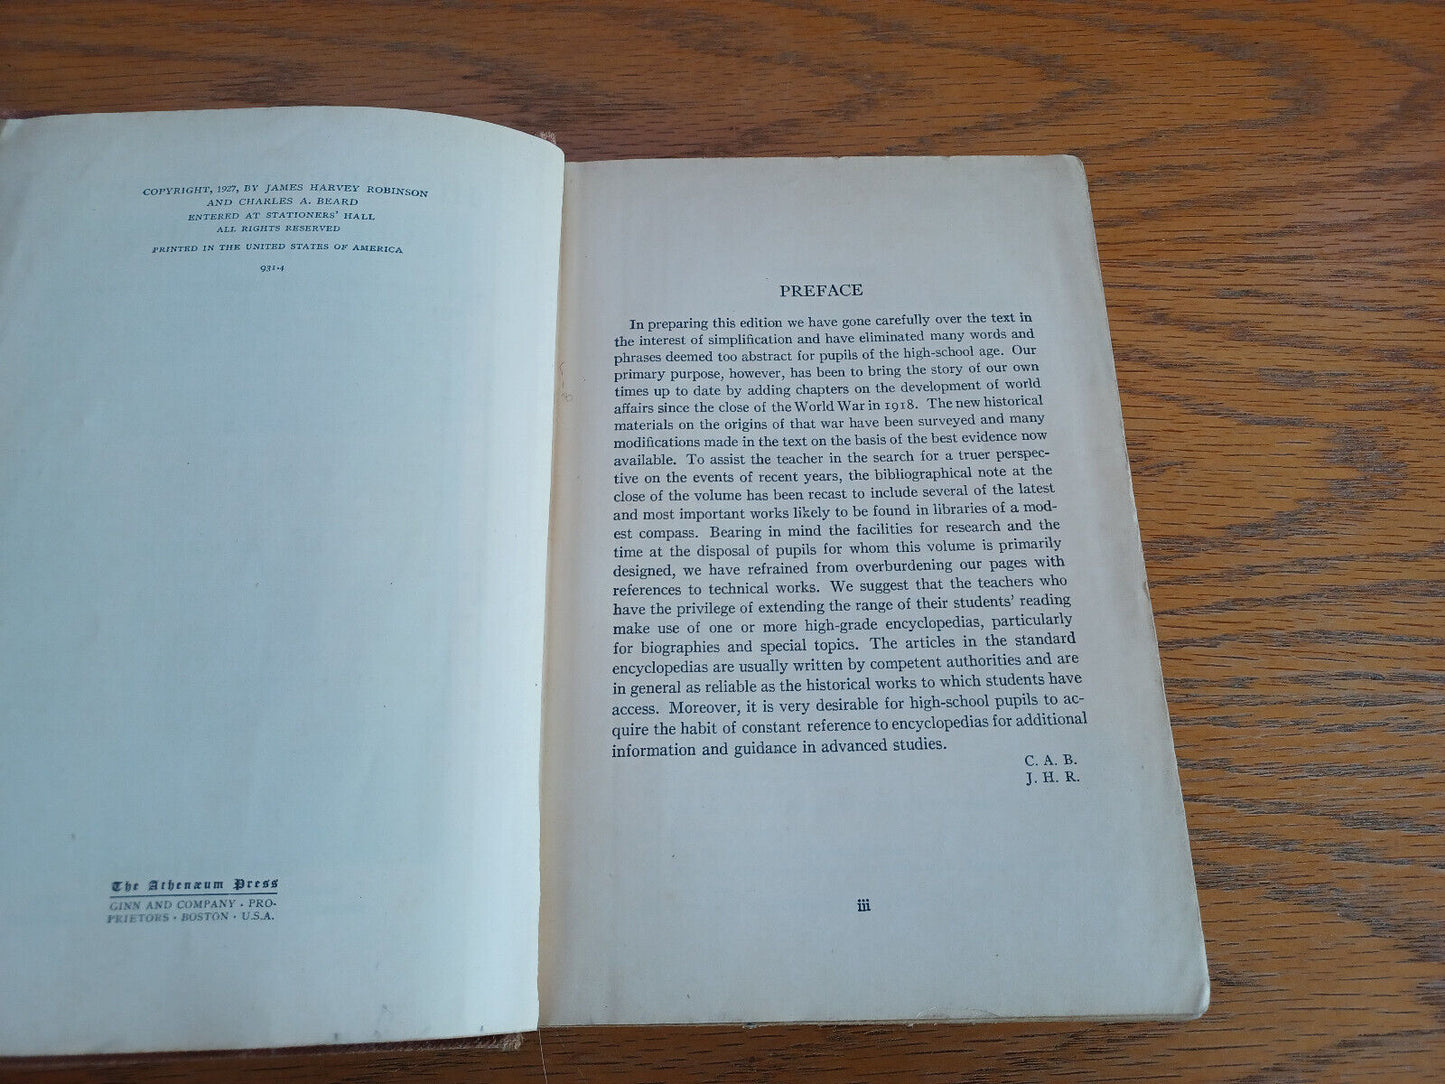 COPYRIGHT, 1927, BY JAMES HARVEY ROBINSON
AND CHARLES A. BEARD
ENTERED AT STATIONERS' HALL
ALL RIGHTS RESERVED
PRINTED IN THE UNITED STATES OF AMERICA
931.4
The Athenæum Press
GINN AND COMPANY · PRO-
PRIETORS · BOSTON · U.S.A.
PREFACE
In preparing this edition we have gone carefully over the text in
the interest of simplification and have eliminated many words and
phrases deemed too abstract for pupils of the high-school age. Our
primary purpose, however, has been to bring the story of our own
times up to date by adding chapters on the development of world
affairs since the close of the World War in 1918. The new historical
materials on the origins of that war have been surveyed and many
modifications made in the text on the basis of the best evidence now
available. To assist the teacher in the search for a truer perspec-
tive on the events of recent years, the bibliographical note at the
close of the volume has been recast to include several of the latest
and most important works likely to be found in libraries of a mod-
est compass. Bearing in mind the facilities for research and the
time at the disposal of pupils for whom this volume is primarily
designed, we have refrained from overburdening our pages with
references to technical works. We suggest that the teachers who
have the privilege of extending the range of their students' reading
make use of one or more high-grade encyclopedias, particularly
for biographies and special topics. The articles in the standard
encyclopedias are usually written by competent authorities and are
in general as reliable as the historical works to which students have
access. Moreover, it is very desirable for high-school pupils to ac-
quire the habit of constant reference to encyclopedias for additional
information and guidance in advanced studies.
C. A. B.
J. H. R.
iii